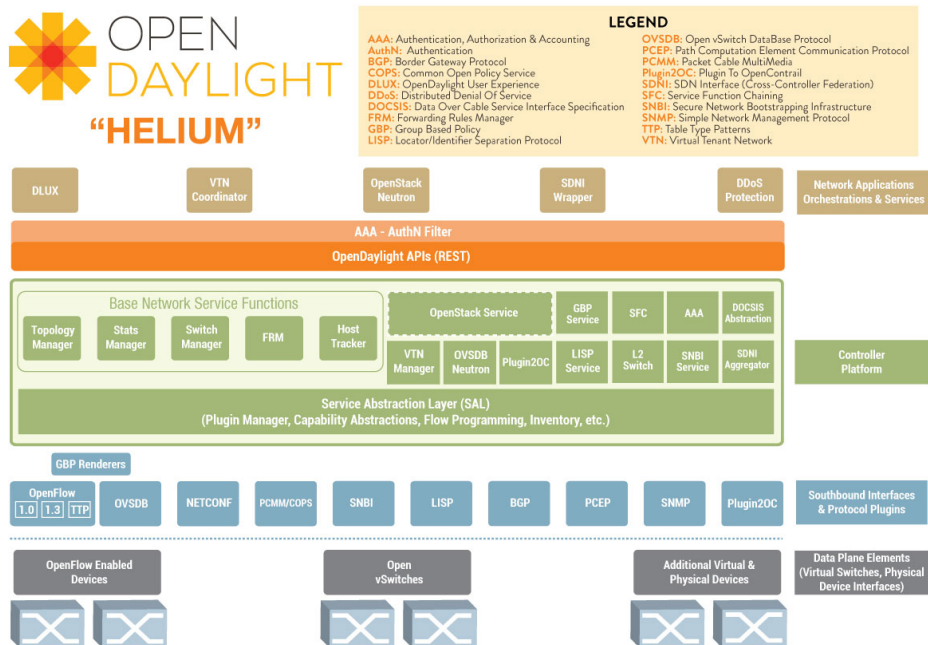 OPEN
DAYLIGHT
"HELIUM"
LEGEND
AAA: Authentication, Authorization & Accounting
AuthN: Authentication
BGP: Border Gateway Protocol
COPS: Common Open Policy Service
DLUX: OpenDaylight User Experience
DDoS: Distributed Denial Of Service
DOCSIS: Data Over Cable Service Interface Specification
FRM: Forwarding Rules Manager
GBP: Group Based Policy
LISP: Locator/Identifier Separation Protocol
OVSDB: Open vSwitch DataBase Protocol
PCEP: Path Computation Element Communication Protocol
PCMM: Packet Cable MultiMedia
Plugin2OC: Plugin To OpenContrail
SDNI: SDN Interface (Cross-Controller Federation)
SFC: Service Function Chaining
SNBI: Secure Network Bootstrapping Infrastructure
SNMP: Simple Network Management Protocol
TTP: Table Type Patterns
VTN: Virtual Tenant Network
DLUX
VTN
Coordinator
OpenStack
Neutron
SDNI
Wrapper
DDoS
Protection
Network Applications
Orchestrations & Services
AAA - AuthN Filter
OpenDaylight APIs (REST)
Base Network Service Functions
Topology
Manager
Stats
Manager
Switch
Manager
FRM
Host
Tracker
OpenStack Service
GBP
Service
SFC
AAA
DOCSIS
Abstraction
VTN
Manager
OVSDB
Neutron
Plugin2OC
LISP
Service
L2
Switch
SNBI
Service
SDNI
Aggregator
Controller
Platform
Service Abstraction Layer (SAL)
(Plugin Manager, Capability Abstractions, Flow Programming, Inventory, etc.)
GBP Renderers
OpenFlow
1.0 1.3 TTP
OVSDB
NETCONF
PCMM/COPS
SNBI
LISP
BGP
PCEP
SNMP
Plugin2OC
Southbound Interfaces
& Protocol Plugins
OpenFlow Enabled
Devices
Open
vSwitches
Additional Virtual &
Physical Devices
Data Plane Elements
(Virtual Switches, Physical
Device Interfaces)